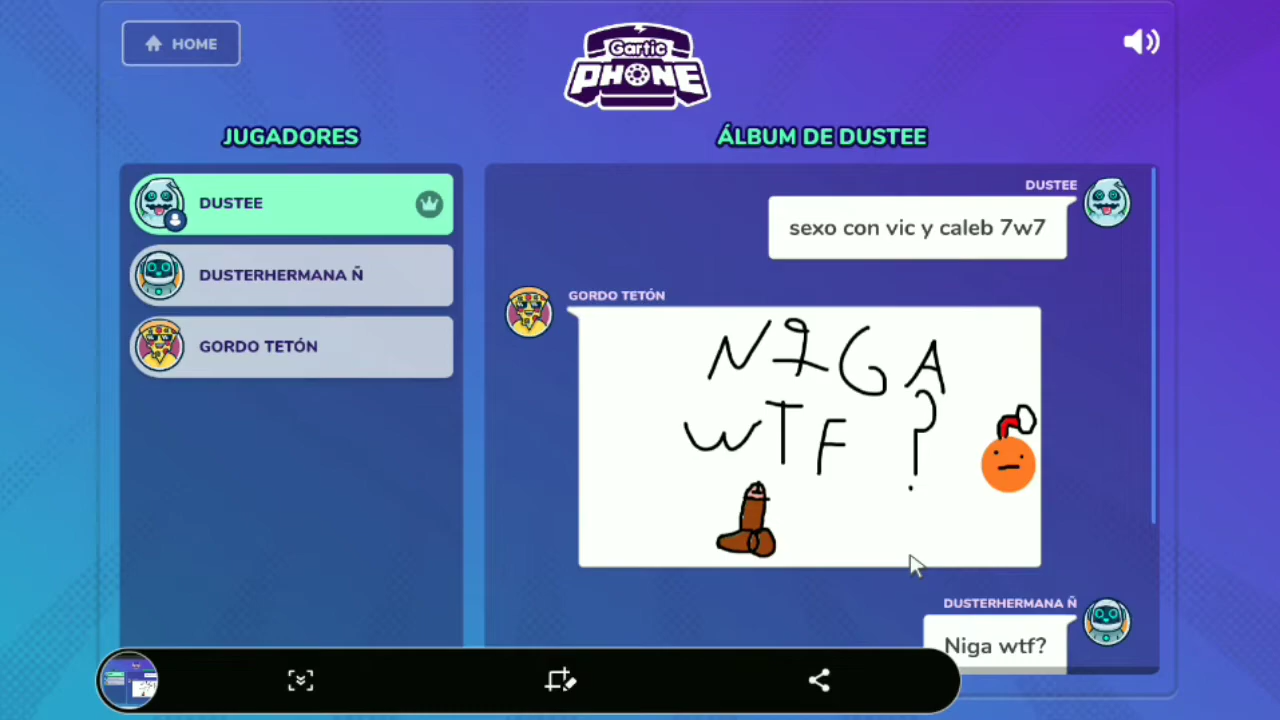 HOME
Gartic
PHONE
JUGADORES
ÁLBUM DE DUSTEE
DUSTEE
DUSTERHERMANA Ñ
GORDO TETÓN
DUSTEE
sexo con vic y caleb 7w7
GORDO TETÓN
NIGA
WTF ?
DUSTERHERMANA Ñ
Niga wtf?